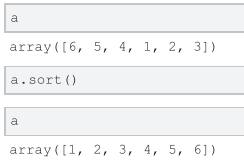 a
array([6, 5, 4, 1, 2, 3])
a.sort()
a
array([1, 2, 3, 4, 5, 6])